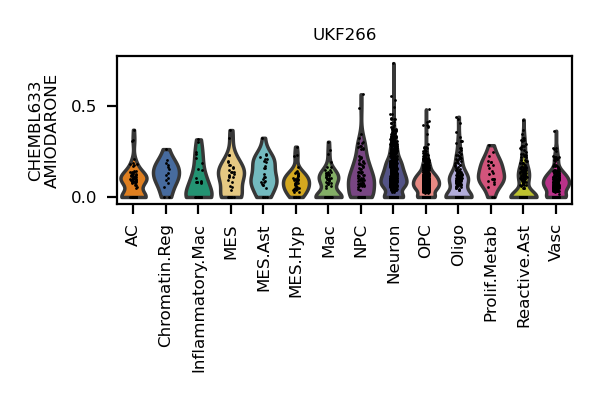 UKF266
CHEMBL633
AMIODARONE
0.5
0.0
AC
Chromatin.Reg
Inflammatory.Mac
MES
MES.Ast
MES.Hyp
Mac
NPC
Neuron
OPC
Oligo
Prolif.Metab
Reactive.Ast
Vasc